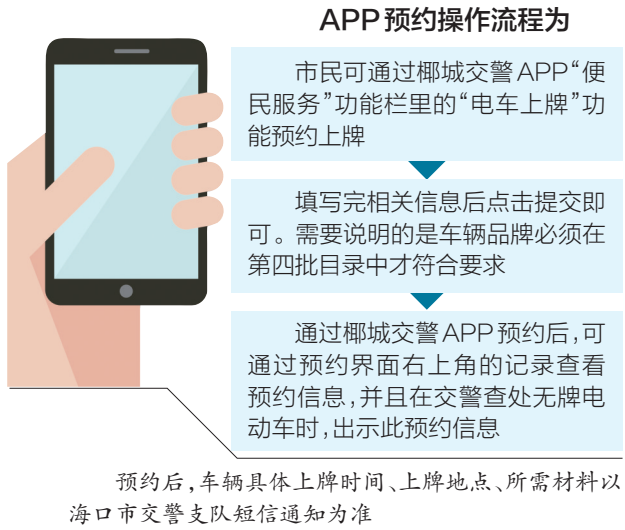 APP预约操作流程为
市民可通过椰城交警APP“便
民服务”功能栏里的“电车上牌”功
能预约上牌
填写完相关信息后点击提交即
可。需要说明的是车辆品牌必须在
第四批目录中才符合要求
通过椰城交警APP预约后,可
通过预约界面右上角的记录查看
预约信息,并且在交警查处无牌电
动车时,出示此预约信息
预约后,车辆具体上牌时间、上牌地点、所需材料以
海口市交警支队短信通知为准